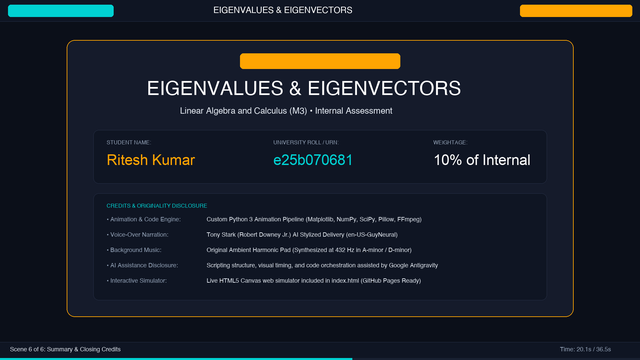 EIGENVALUES & EIGENVECTORS
EIGENVALUES & EIGENVECTORS
Linear Algebra and Calculus (M3) • Internal Assessment
STUDENT NAME: UNIVERSITY ROLL / URN: WEIGHTAGE:
Ritesh Kumar e25b070681 10% of Internal
CREDITS & ORIGINALITY DISCLOSURE
• Animation & Code Engine: Custom Python 3 Animation Pipeline (Matplotlib, NumPy, SciPy, Pillow, FFmpeg)
• Voice-Over Narration: Tony Stark (Robert Downey Jr.) AI Stylized Delivery (en-US-GuyNeural)
• Background Music: Original Ambient Harmonic Pad (Synthesized at 432 Hz in A-minor / D-minor)
• AI Assistance Disclosure: Scripting structure, visual timing, and code orchestration assisted by Google Antigravity
• Interactive Simulator: Live HTML5 Canvas web simulator included in index.html (GitHub Pages Ready)
Scene 6 of 6: Summary & Closing Credits Time: 20.1s / 36.5s